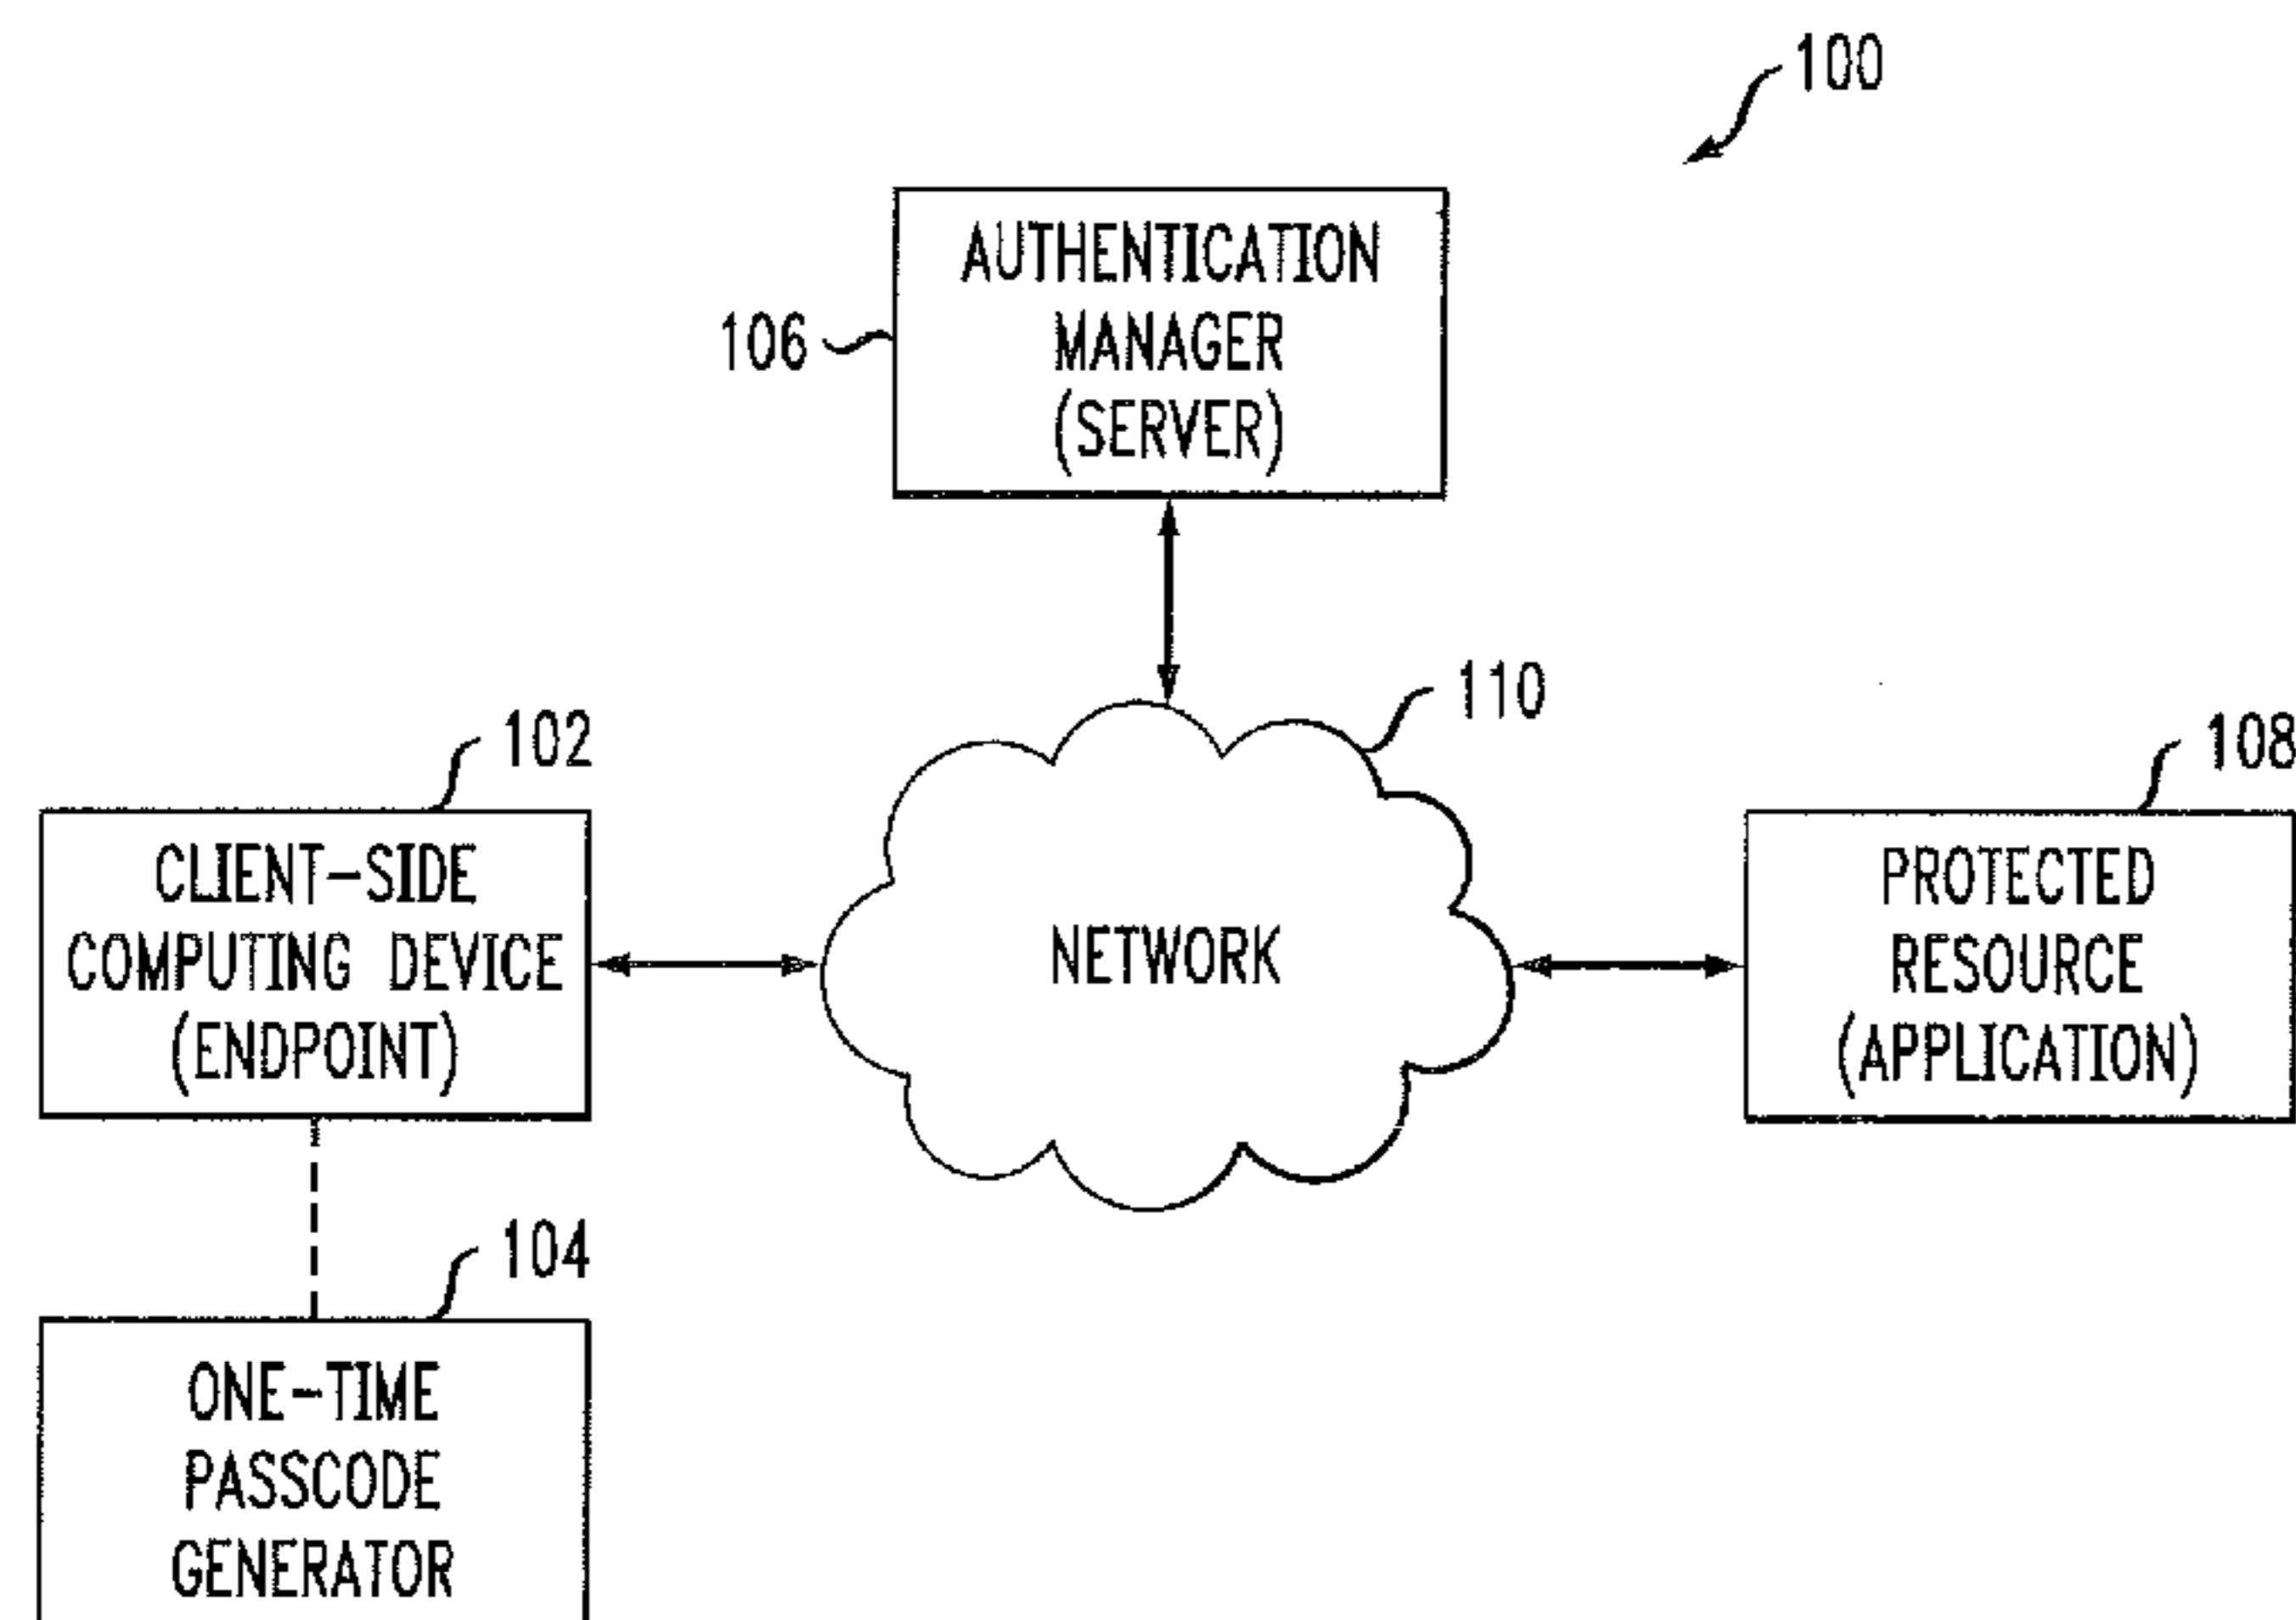 100
AUTHENTICATION
MANAGER
(SERVER)
106
110
102
108
CLIENT-SIDE
COMPUTING DEVICE
(ENDPOINT)
NETWORK
PROTECTED
RESOURCE
(APPLICATION)
104
ONE-TIME
PASSCODE
GENERATOR